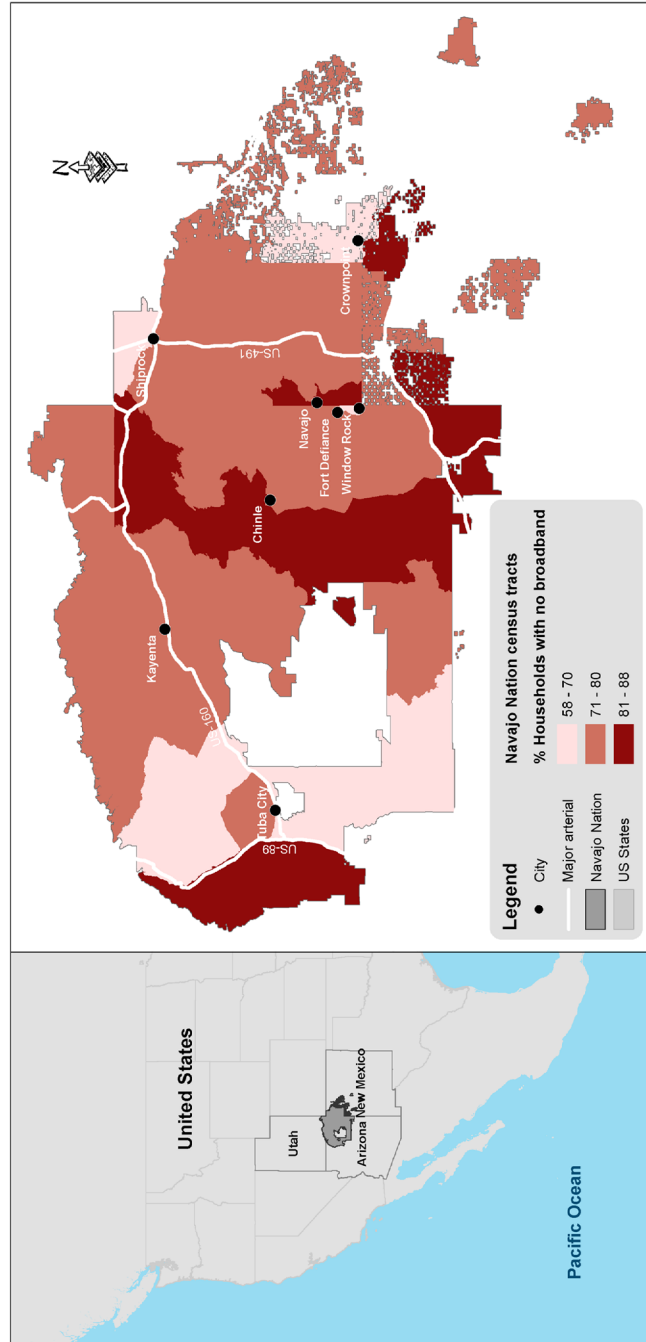 United States
Utah
Arizona
New Mexico
Pacific Ocean
N
Shiprock
Kayenta
US-160
US-491
Chinle
Tuba City
US-89
Navajo
Fort Defiance
Window Rock
Crownpoint
Legend
City
Major arterial
Navajo Nation
US States
Navajo Nation census tracts
% Households with no broadband
58 - 70
71 - 80
81 - 88